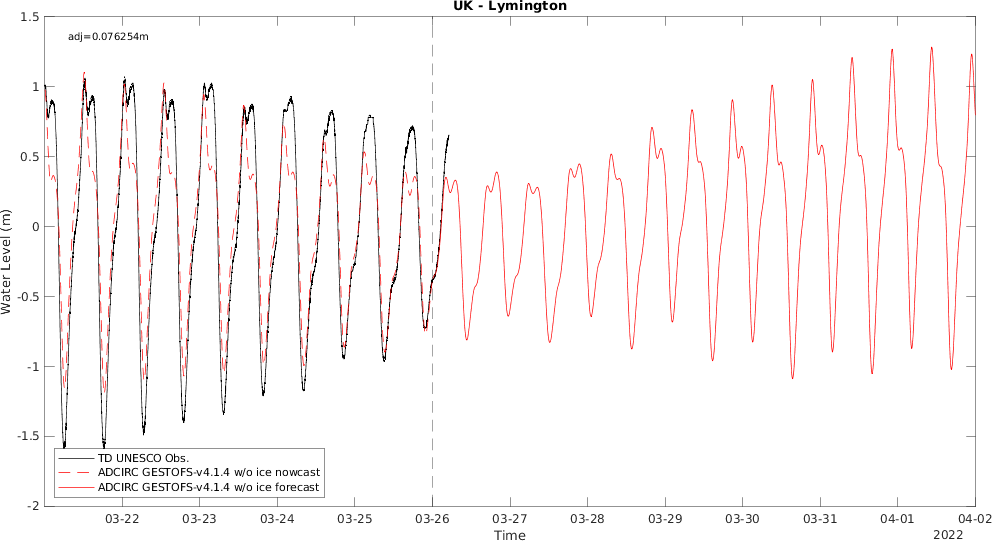 UK - Lymington
adj=0.076254m
1.5
1
0.5
0
-0.5
-1
-1.5
-2
Water Level (m)
TD UNESCO Obs.
ADCIRC GESTOFS-v4.1.4 w/o ice nowcast
ADCIRC GESTOFS-v4.1.4 w/o ice forecast
03-22 03-23 03-24 03-25 03-26 03-27 03-28 03-29 03-30 03-31 04-01 04-02
Time
2022